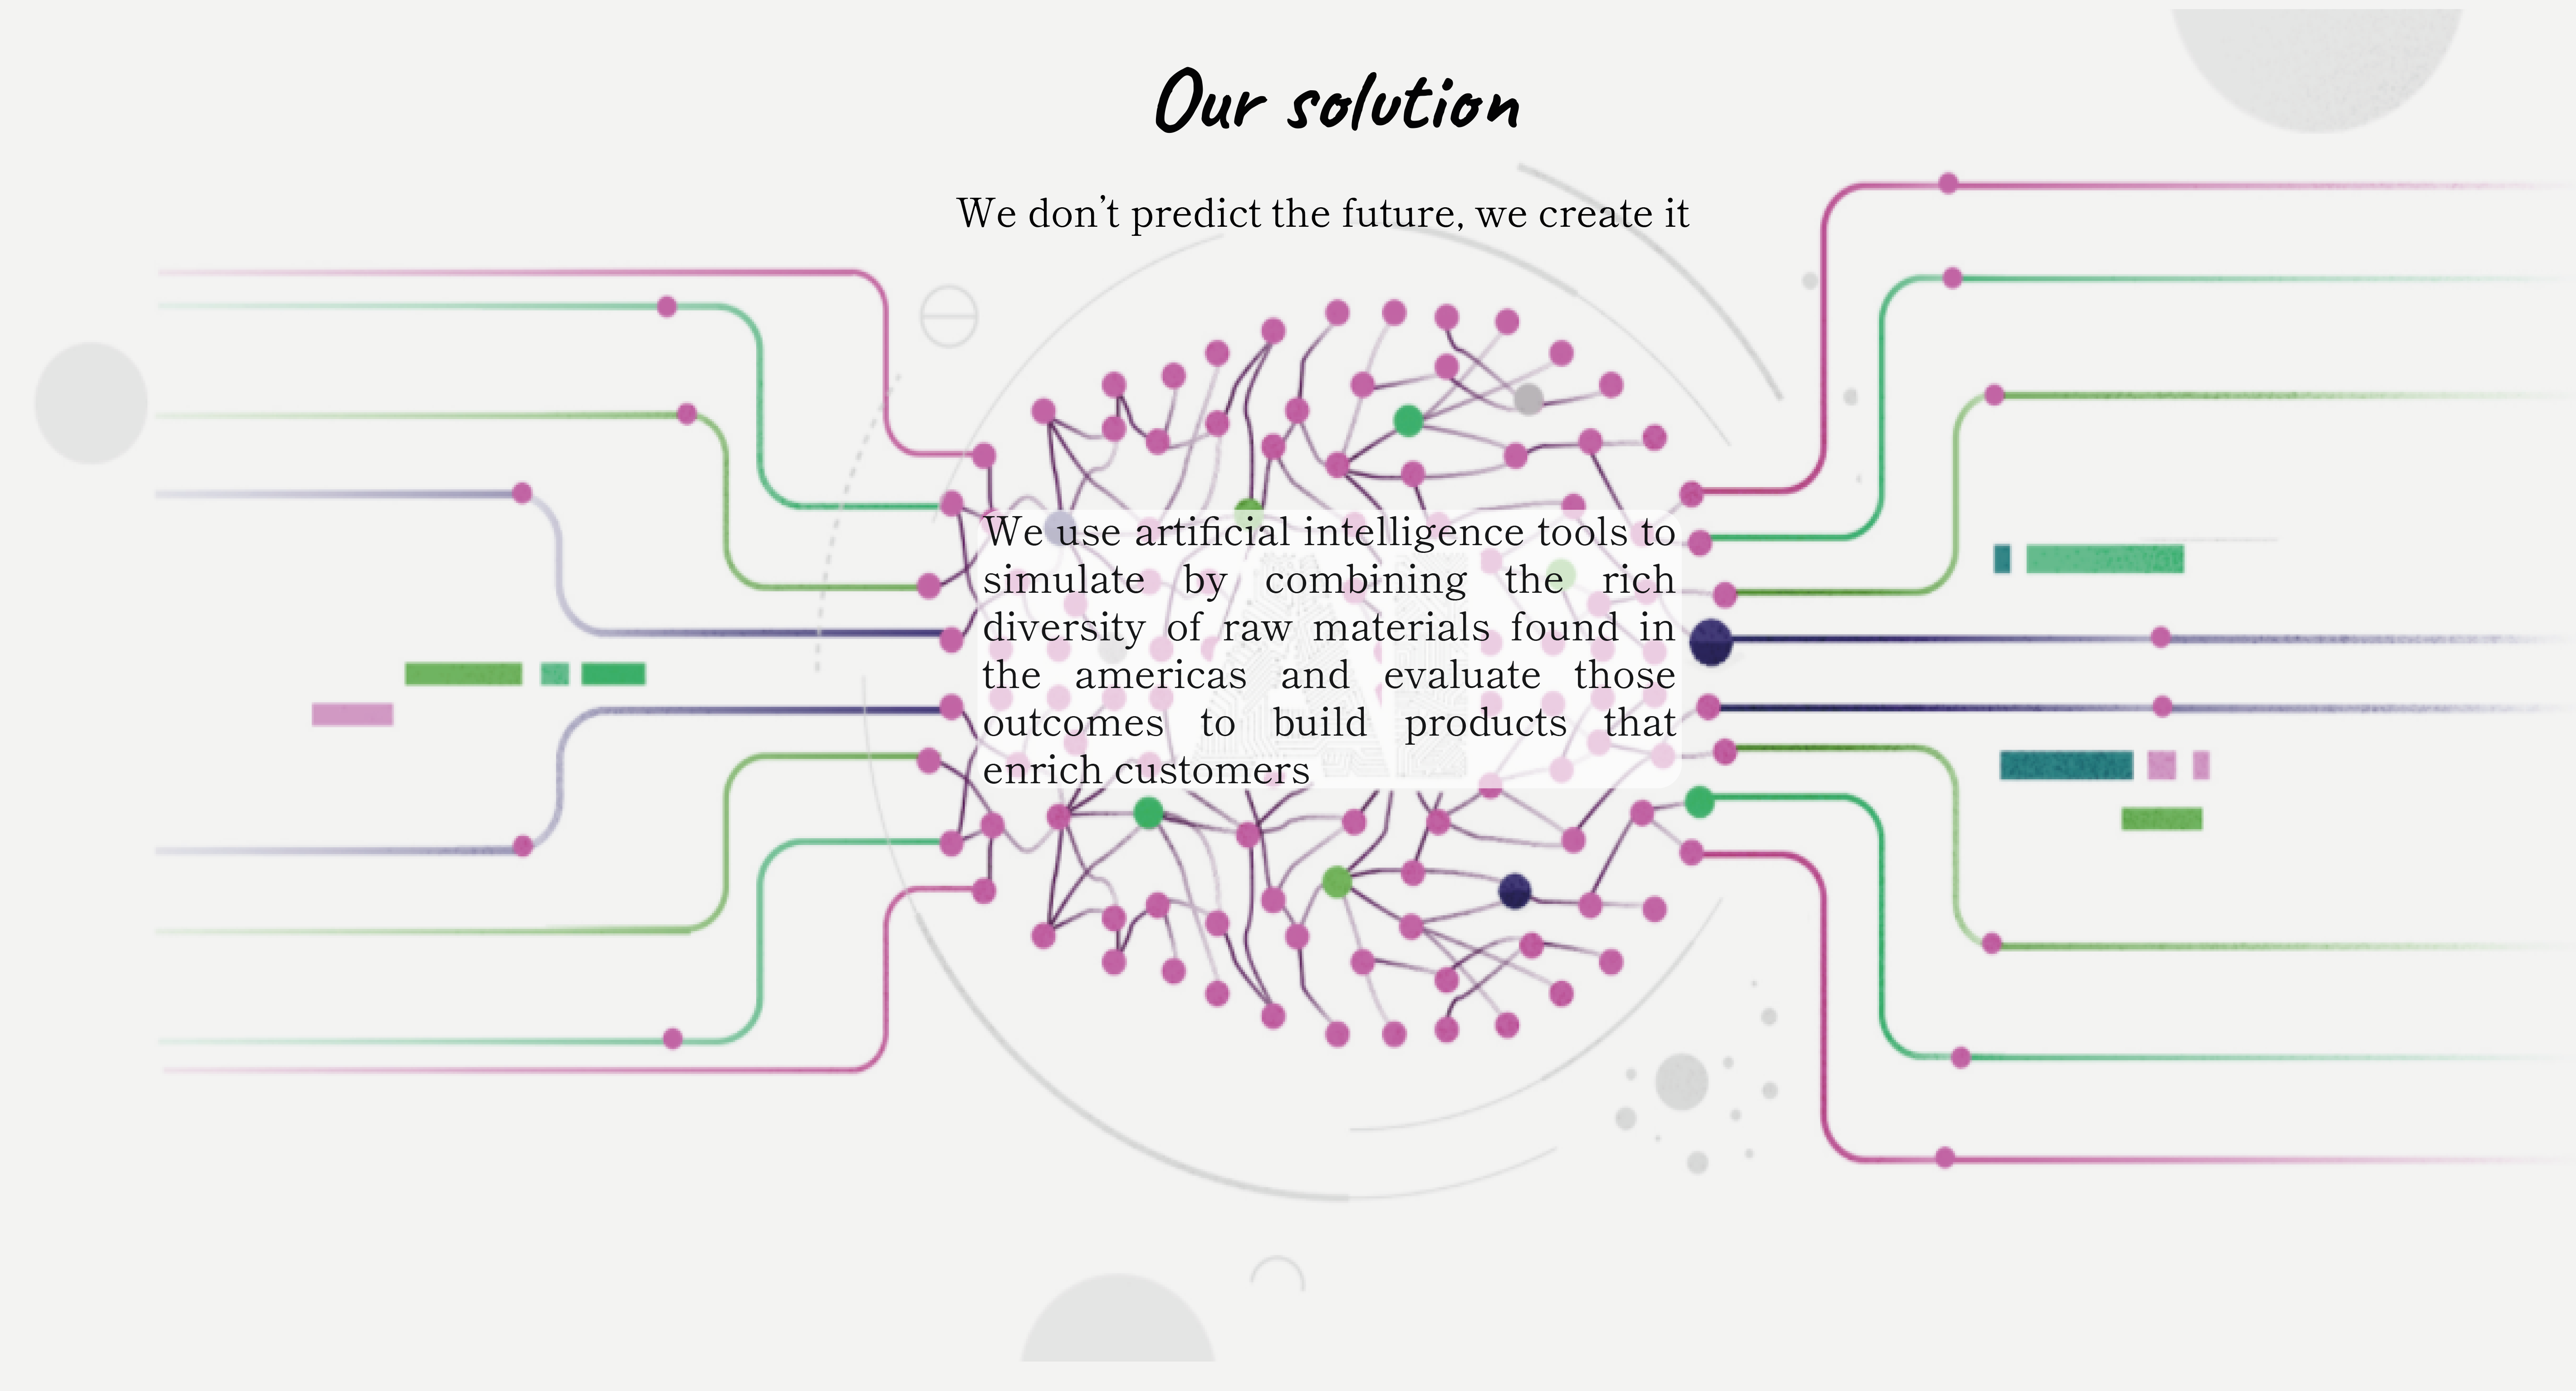 Our solution
We don't predict the future, we create it
We use artificial intelligence tools to
simulate by combining the rich
diversity of raw materials found in
the americas and evaluate those
outcomes to build products that
enrich customers